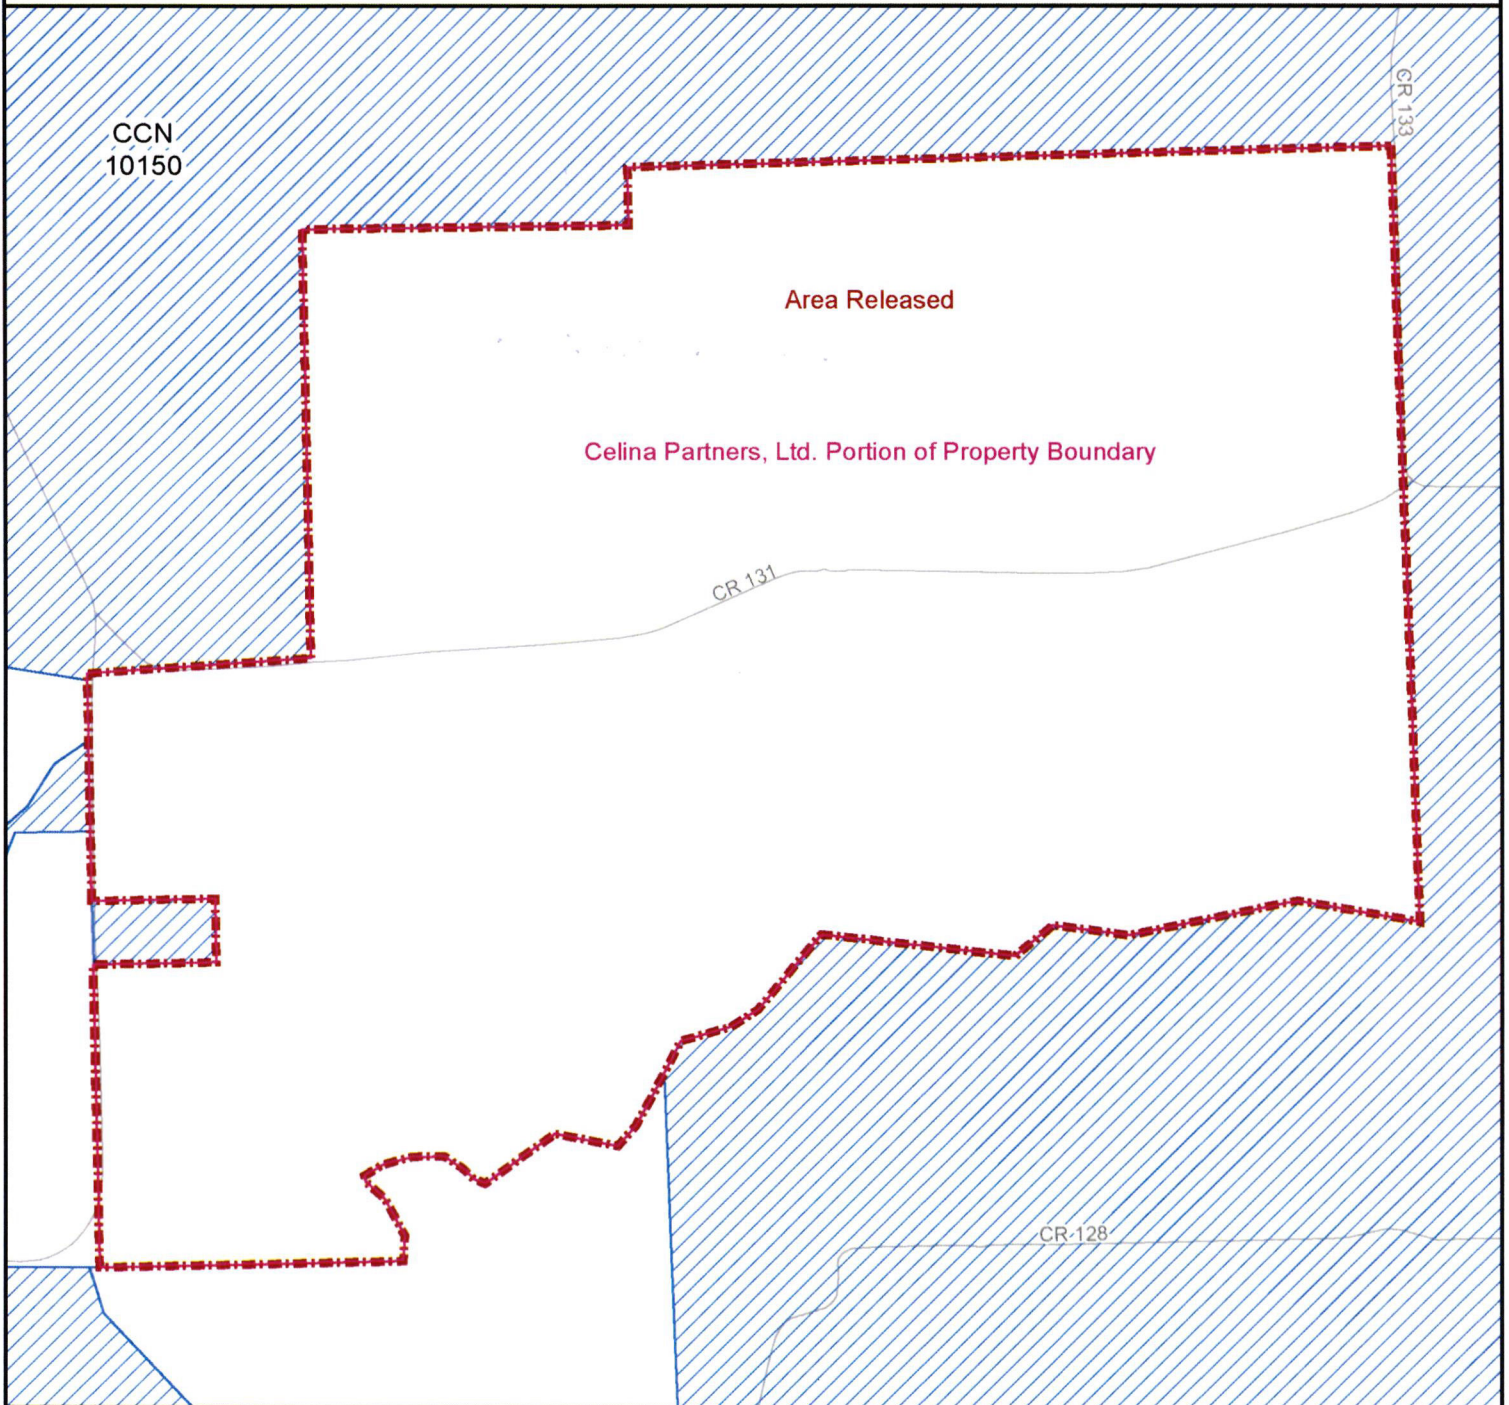 CCN
10150
CR 133
Area Released
Celina Partners, Ltd. Portion of Property Boundary
CR 131
CR 128